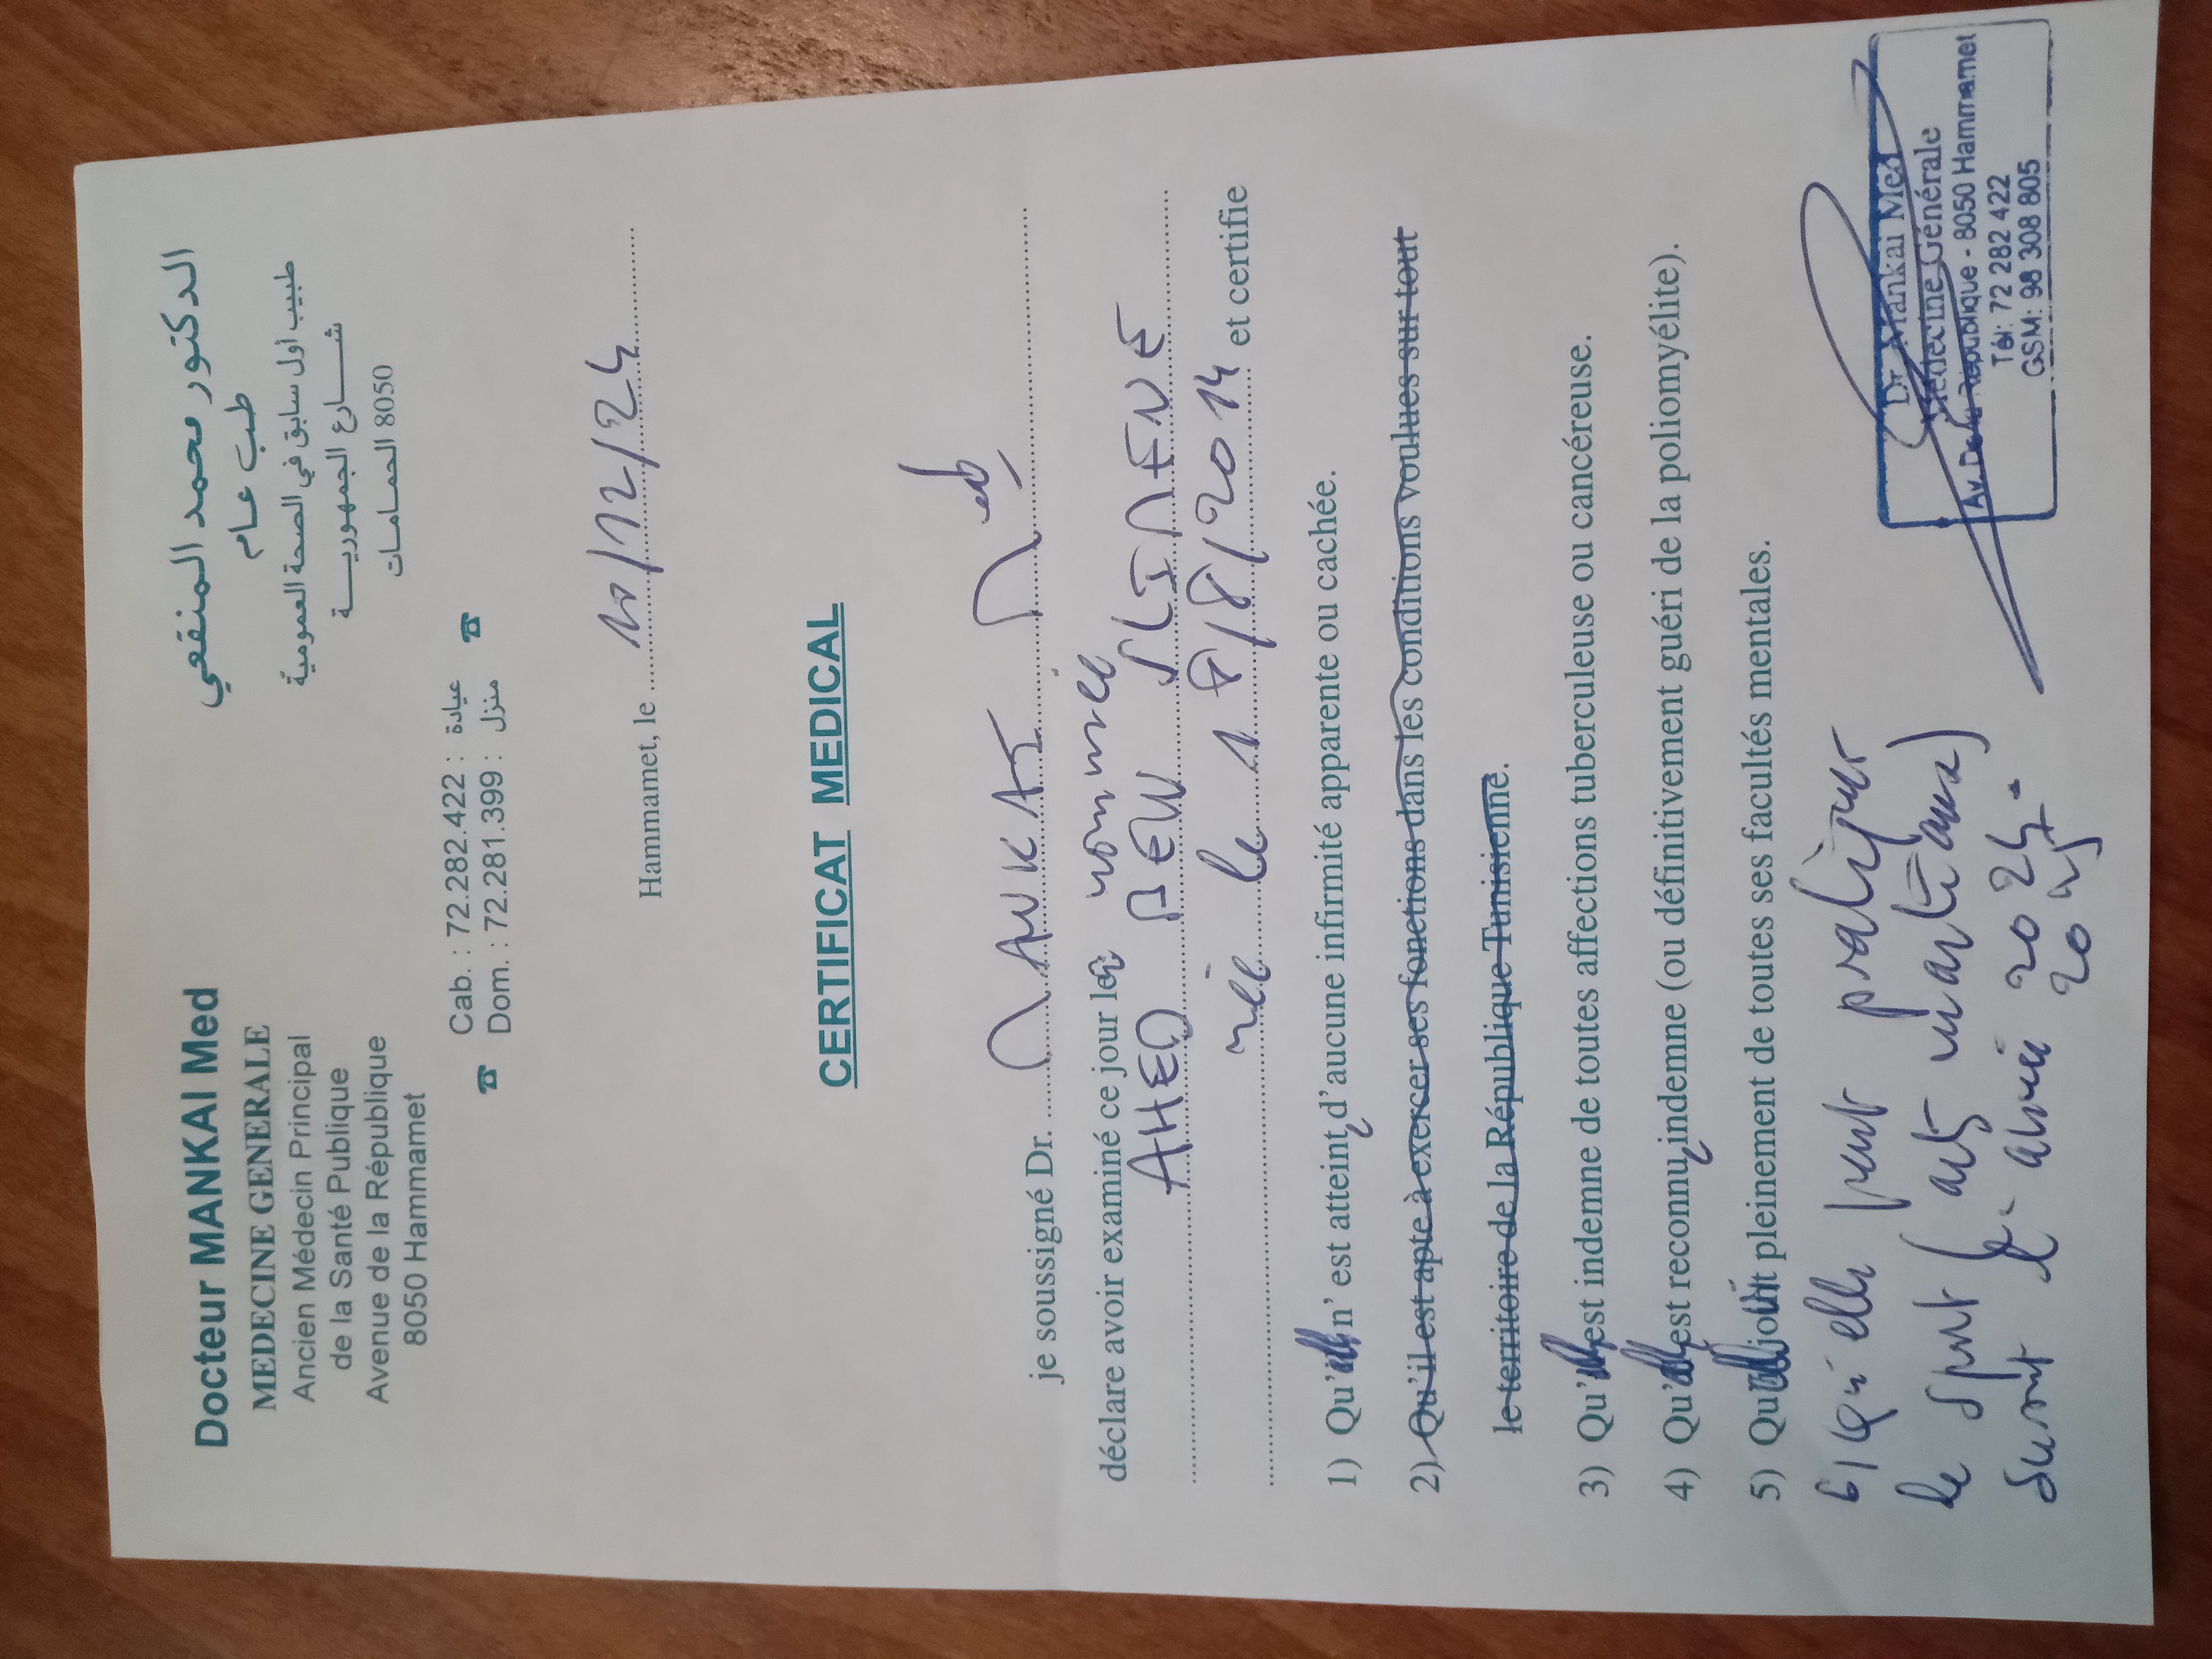 Docteur MANKAI Med
MEDECINE GENERALE
Ancien Médecin Principal
de la Santé Publique
Avenue de la République
8050 Hammamet
الدكتور محمد المنقعي
طب عام
طبيب أول سابق في الصحة العمومية
شارع الجمهورية
8050 الحمامات
☎ Cab. : 72.282.422 : عيادة ☎
Dom. : 72.281.399 : منزل
Hammamet, le 10/12/24
CERTIFICAT MEDICAL
je soussigné Dr. MANKAI Med
déclare avoir examiné ce jour la nommée
AHED BEN SLIMENE
née le 18/8/2014 et certifie
1) Qu'elle n' est atteinte d'aucune infirmité apparente ou cachée.
2) Qu'il est apte à exercer ses fonctions dans les conditions voulues sur tout
le territoire de la République Tunisienne.
3) Qu'elle est indemne de toutes affections tuberculeuse ou cancéreuse.
4) Qu'elle est reconnue indemne (ou définitivement guéri de la poliomyélite).
5) Qu'elle jouit pleinement de toutes ses facultés mentales.
6/ Qu'elle peut pratiquer
le sport ( arts martiaux)
durant l'année 2024
2025.
Dr Mankai Med
Médecine Générale
Av. De la République - 8050 Hammamet
Tél: 72 282 422
GSM: 98 308 805